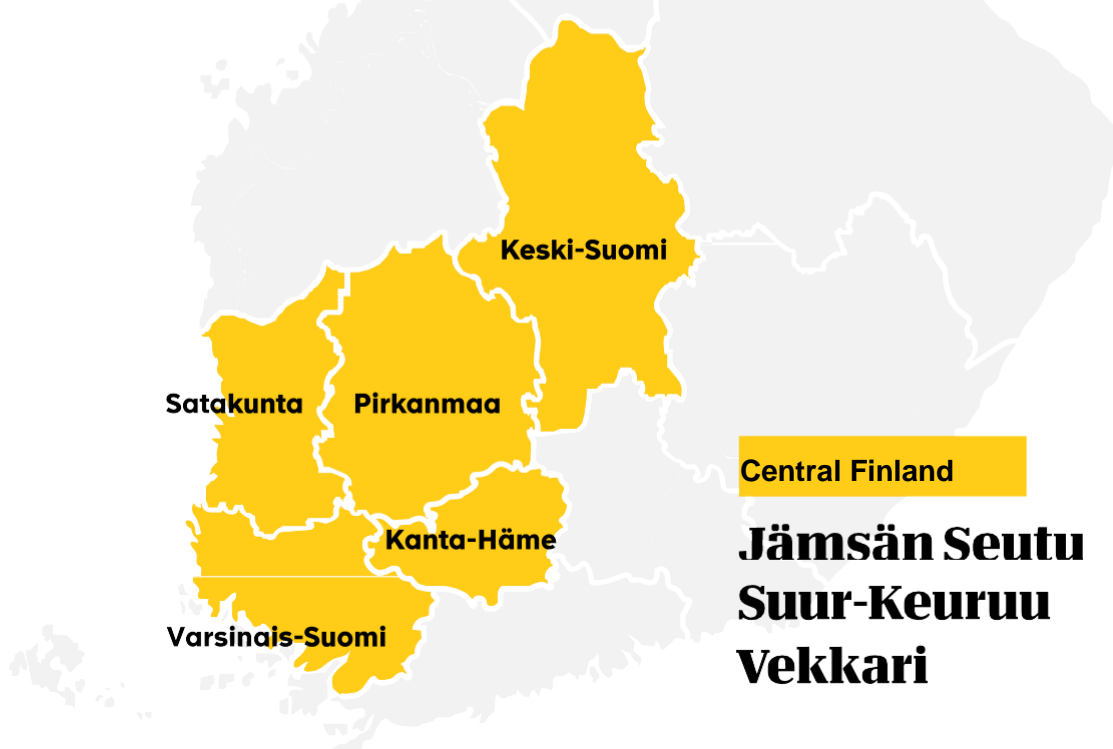 Keski-Suomi
Satakunta
Pirkanmaa
Kanta-Häme
Varsinais-Suomi
Central Finland
Jämsän Seutu
Suur-Keuruu
Vekkari